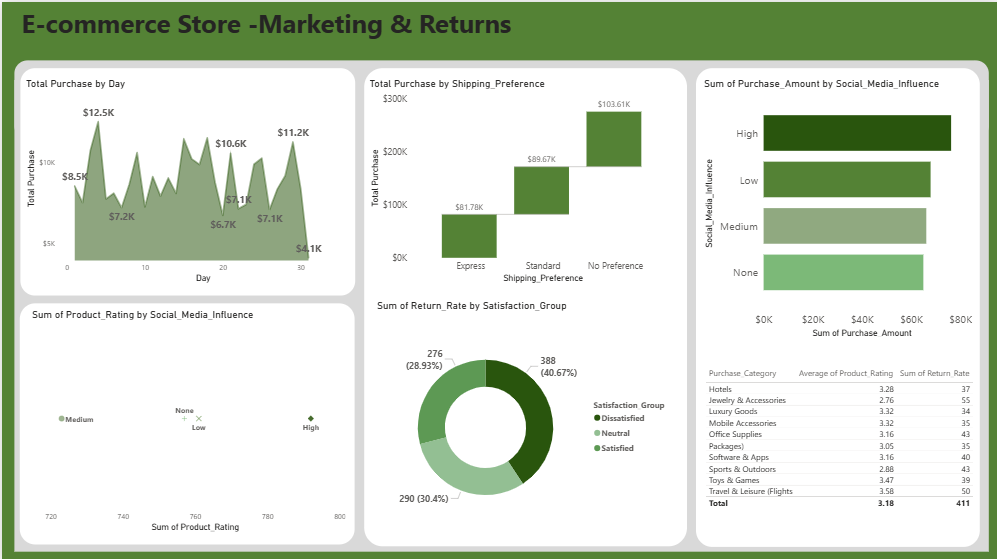 E-commerce Store -Marketing & Returns
Total Purchase by Day
Total Purchase
$10K
$5K
$12.5K
$8.5K
$7.2K
$10.6K
$7.1K
$6.7K
$7.1K
$11.2K
$4.1K
0 10 20 30
Day
Total Purchase by Shipping_Preference
Total Purchase
$300K
$200K
$100K
$0K
$81.78K
$89.67K
$103.61K
Express Standard No Preference
Shipping_Preference
Sum of Purchase_Amount by Social_Media_Influence
Social_Media_Influence
High
Low
Medium
None
$0K $20K $40K $60K $80K
Sum of Purchase_Amount
Sum of Product_Rating by Social_Media_Influence
Medium
None
Low
High
720 740 760 780 800
Sum of Product_Rating
Sum of Return_Rate by Satisfaction_Group
276
(28.93%)
388
(40.67%)
290 (30.4%)
Satisfaction_Group
Dissatisfied
Neutral
Satisfied
Purchase_Category Average of Product_Rating Sum of Return_Rate
Hotels 3.28 37
Jewelry & Accessories 2.76 55
Luxury Goods 3.32 34
Mobile Accessories 3.32 35
Office Supplies 3.16 43
Packages) 3.05 35
Software & Apps 3.16 40
Sports & Outdoors 2.88 43
Toys & Games 3.47 39
Travel & Leisure (Flights 3.58 50
Total 3.18 411